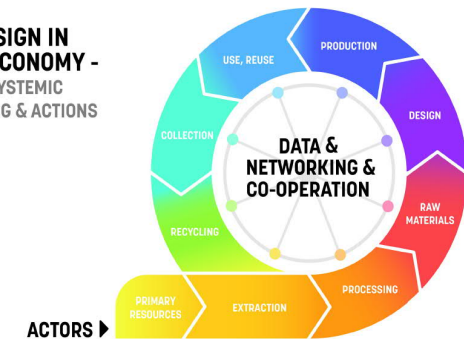 SIGN IN
CONOMY -
YSTEMIC
G & ACTIONS
USE, REUSE
PRODUCTION
DESIGN
COLLECTION
DATA &
NETWORKING &
CO-OPERATION
RAW
MATERIALS
RECYCLING
PROCESSING
PRIMARY
RESOURCES
EXTRACTION
ACTORS